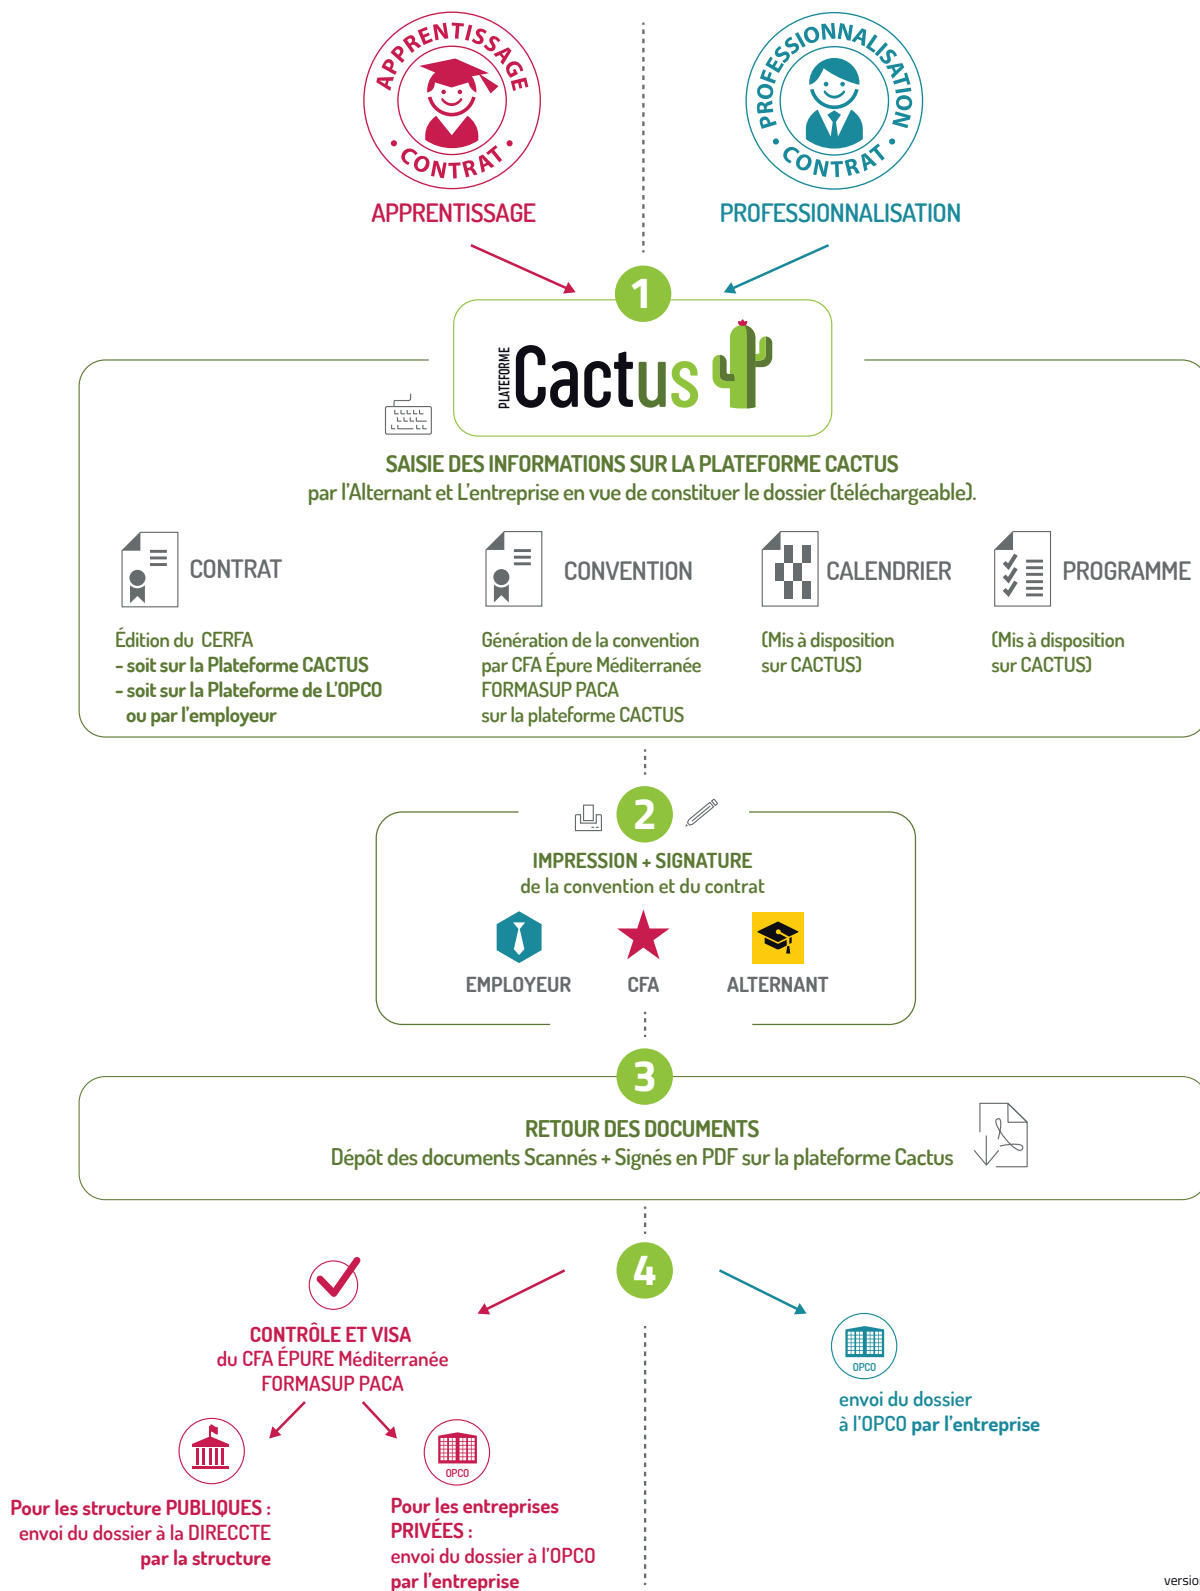 APPRENTISSAGE
• CONTRAT •
PROFESSIONNALISATION
• CONTRAT •
APPRENTISSAGE
PROFESSIONNALISATION
1
PLATEFORME
Cactus
SAISIE DES INFORMATIONS SUR LA PLATEFORME CACTUS
par l'Alternant et L'entreprise en vue de constituer le dossier (téléchargeable).
CONTRAT
Édition du CERFA
- soit sur la Plateforme CACTUS
- soit sur la Plateforme de L'OPCO
ou par l'employeur
CONVENTION
Génération de la convention
par CFA Épure Méditerranée
FORMASUP PACA
sur la plateforme CACTUS
CALENDRIER
(Mis à disposition
sur CACTUS)
PROGRAMME
(Mis à disposition
sur CACTUS)
2
IMPRESSION + SIGNATURE
de la convention et du contrat
EMPLOYEUR
CFA
ALTERNANT
3
RETOUR DES DOCUMENTS
Dépôt des documents Scannés + Signés en PDF sur la plateforme Cactus
4
CONTRÔLE ET VISA
du CFA ÉPURE Méditerranée
FORMASUP PACA
OPCO
envoi du dossier
à l'OPCO par l'entreprise
Pour les structure PUBLIQUES :
envoi du dossier à la DIRECCTE
par la structure
OPCO
Pour les entreprises
PRIVÉES :
envoi du dossier à l'OPCO
par l'entreprise
versio